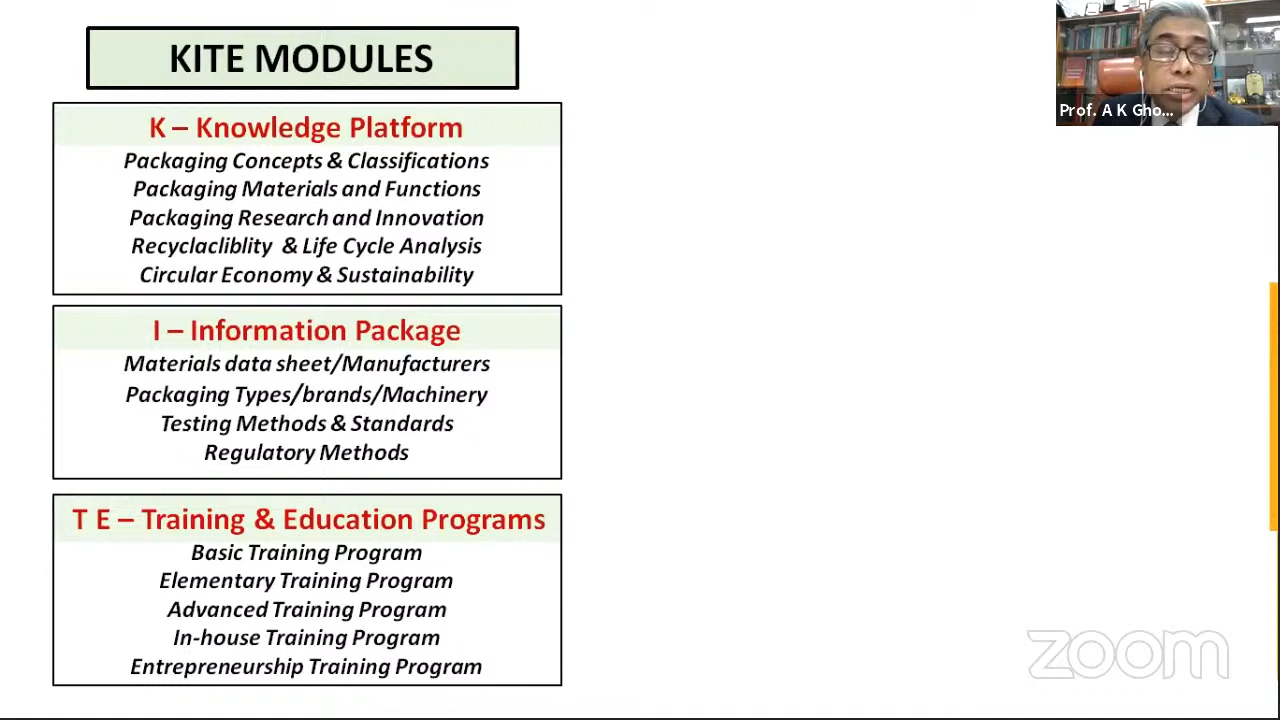 KITE MODULES
K – Knowledge Platform
Packaging Concepts & Classifications
Packaging Materials and Functions
Packaging Research and Innovation
Recyclacliblity & Life Cycle Analysis
Circular Economy & Sustainability
I – Information Package
Materials data sheet/Manufacturers
Packaging Types/brands/Machinery
Testing Methods & Standards
Regulatory Methods
T E – Training & Education Programs
Basic Training Program
Elementary Training Program
Advanced Training Program
In-house Training Program
Entrepreneurship Training Program
Prof. A K Gho...
zoom